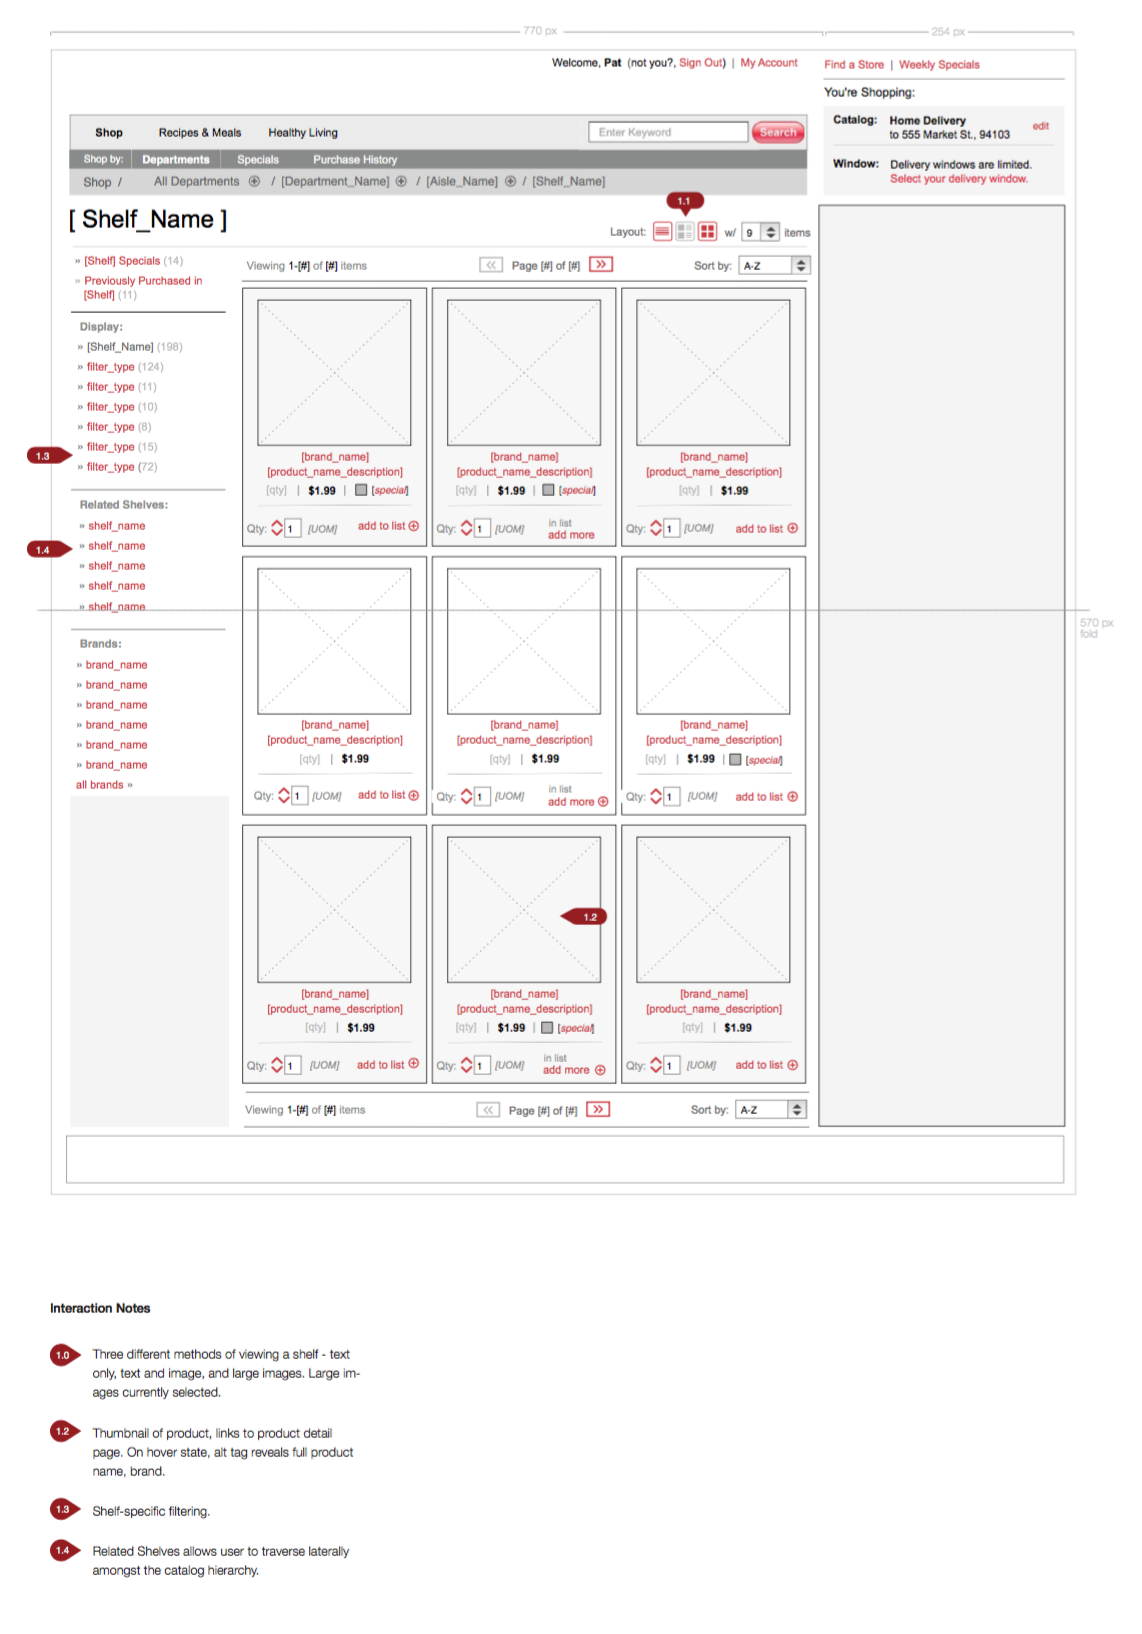 770 px
254 px
Welcome, Pat (not you?, Sign Out) | My Account
Find a Store | Weekly Specials
You're Shopping:
Catalog: Home Delivery
to 555 Market St., 94103
edit
Window: Delivery windows are limited.
Select your delivery window.
Shop Recipes & Meals Healthy Living
Enter Keyword Search
Shop by: Departments Specials Purchase History
Shop / All Departments / [Department_Name] / [Aisle_Name] / [Shelf_Name]
1.1
[ Shelf_Name ]
Layout: w/ 9 items
» [Shelf] Specials (14)
» Previously Purchased in
[Shelf] (11)
Display:
» [Shelf_Name] (198)
» filter_type (124)
» filter_type (11)
» filter_type (10)
» filter_type (8)
» filter_type (15)
1.3
» filter_type (72)
Related Shelves:
» shelf_name
» shelf_name
1.4
» shelf_name
» shelf_name
» shelf_name
Brands:
» brand_name
» brand_name
» brand_name
» brand_name
» brand_name
» brand_name
all brands »
Viewing 1-[#] of [#] items << Page [#] of [#] >> Sort by: A-Z
[brand_name] [brand_name] [brand_name]
[product_name_description] [product_name_description] [product_name_description]
[qty] | $1.99 | [special] [qty] | $1.99 | [special] [qty] | $1.99
Qty: 1 [UOM] add to list Qty: 1 [UOM] in list add more Qty: 1 [UOM] add to list
570 px
fold
[brand_name] [brand_name] [brand_name]
[product_name_description] [product_name_description] [product_name_description]
[qty] | $1.99 [qty] | $1.99 [qty] | $1.99 | [special]
Qty: 1 [UOM] add to list Qty: 1 [UOM] in list add more Qty: 1 [UOM] add to list
1.2
[brand_name] [brand_name] [brand_name]
[product_name_description] [product_name_description] [product_name_description]
[qty] | $1.99 [qty] | $1.99 | [special] [qty] | $1.99
Qty: 1 [UOM] add to list Qty: 1 [UOM] in list add more Qty: 1 [UOM] add to list
Viewing 1-[#] of [#] items << Page [#] of [#] >> Sort by: A-Z
Interaction Notes
1.0 Three different methods of viewing a shelf - text
only, text and image, and large images. Large im-
ages currently selected.
1.2 Thumbnail of product, links to product detail
page. On hover state, alt tag reveals full product
name, brand.
1.3 Shelf-specific filtering.
1.4 Related Shelves allows user to traverse laterally
amongst the catalog hierarchy.